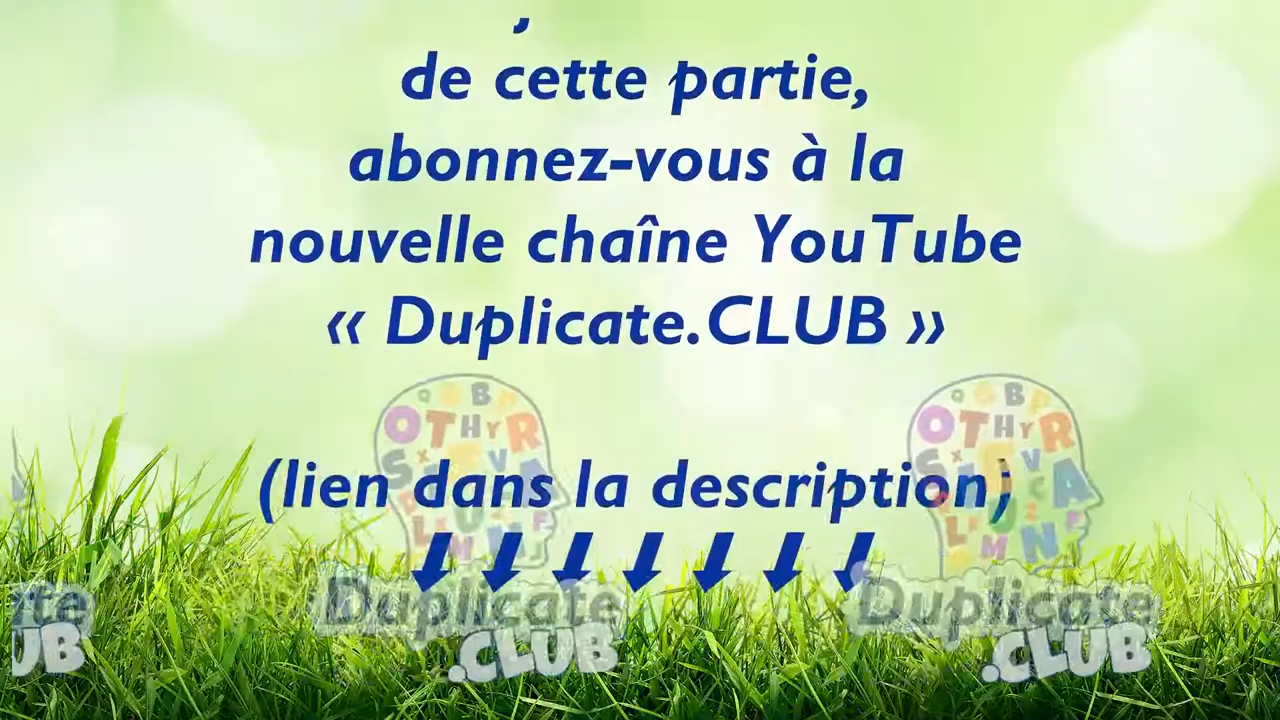 de cette partie,
abonnez-vous à la
nouvelle chaîne YouTube
« Duplicate.CLUB »
(lien dans la description)
Duplicate
.CLUB
Duplicate
.CLUB